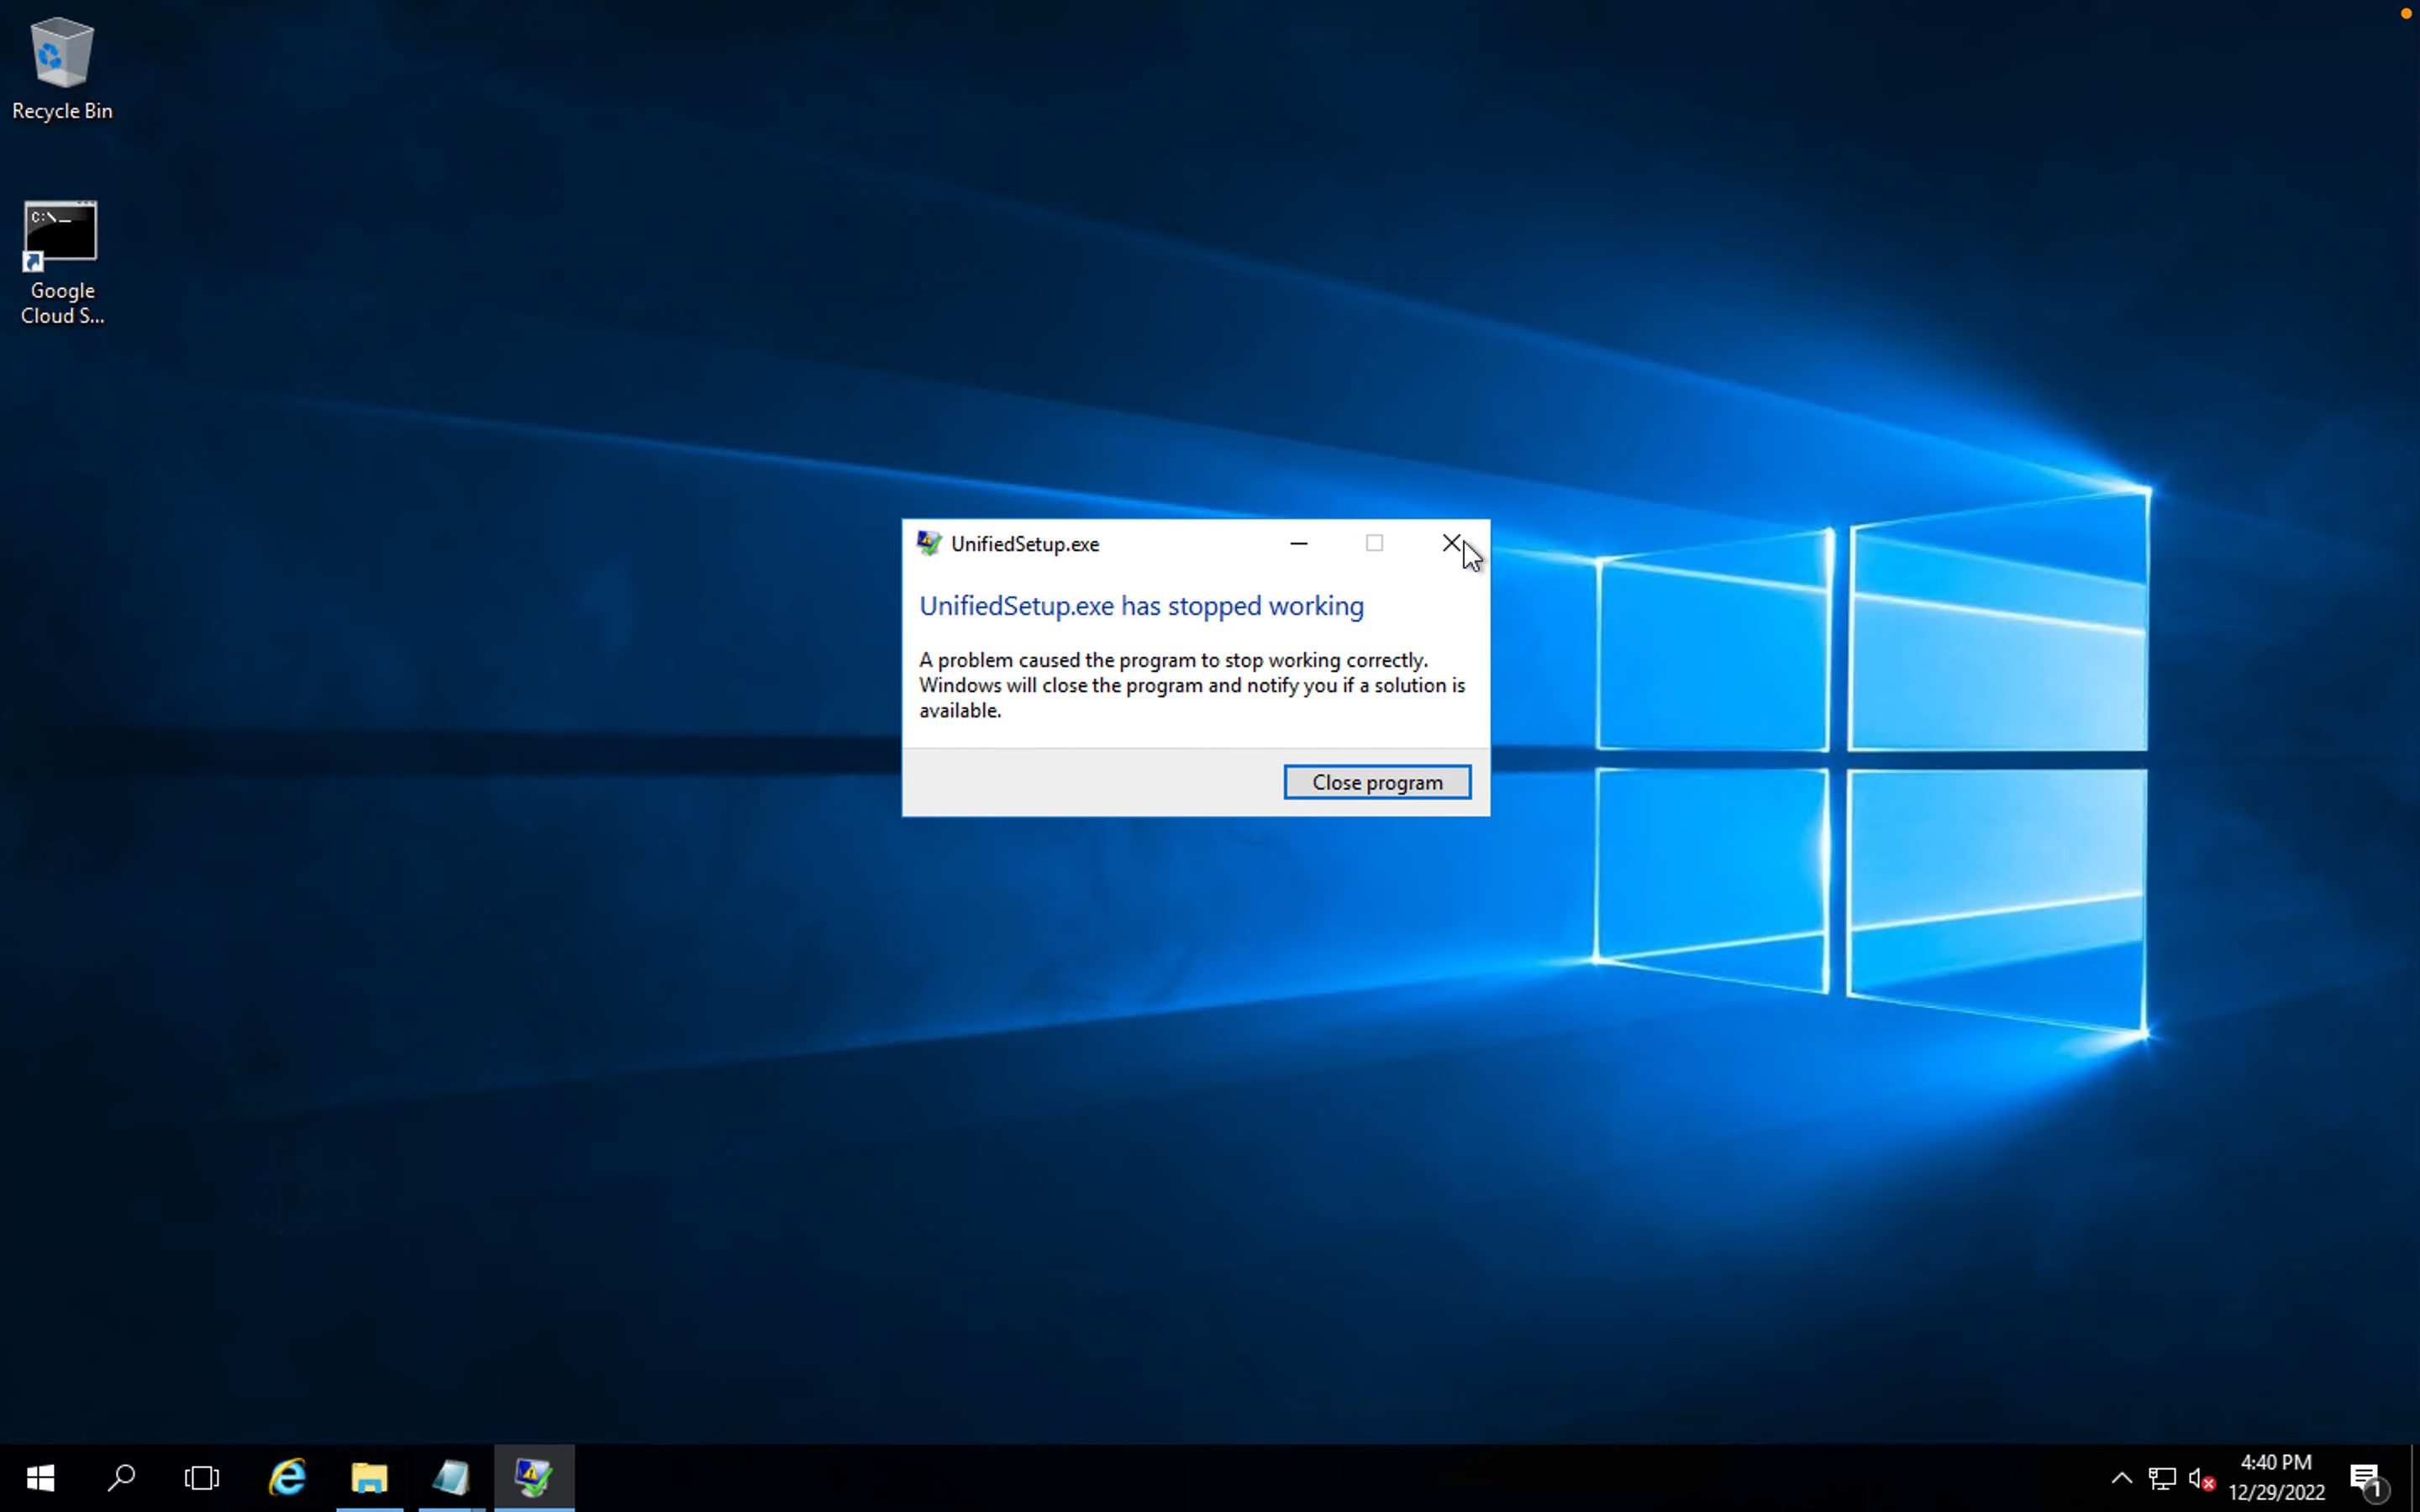 Recycle Bin
C:\_
Google
Cloud S...
UnifiedSetup.exe
UnifiedSetup.exe has stopped working
A problem caused the program to stop working correctly.
Windows will close the program and notify you if a solution is
available.
Close program
4:40 PM
12/29/2022
1